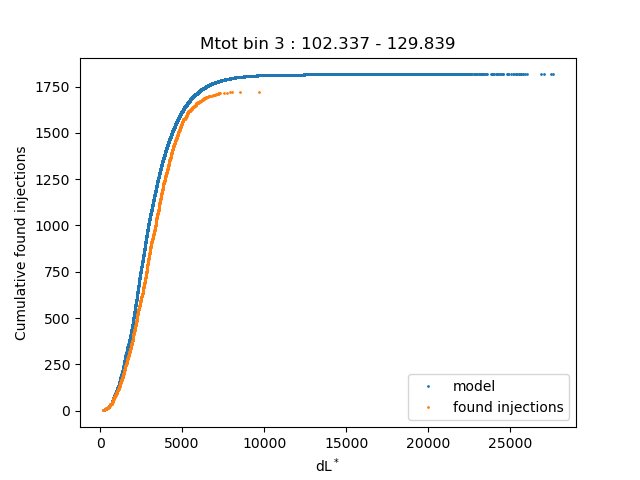 Mtot bin 3 : 102.337 - 129.839
Cumulative found injections
1750
1500
1250
1000
750
500
250
0
0 5000 10000 15000 20000 25000
dL*
model
found injections